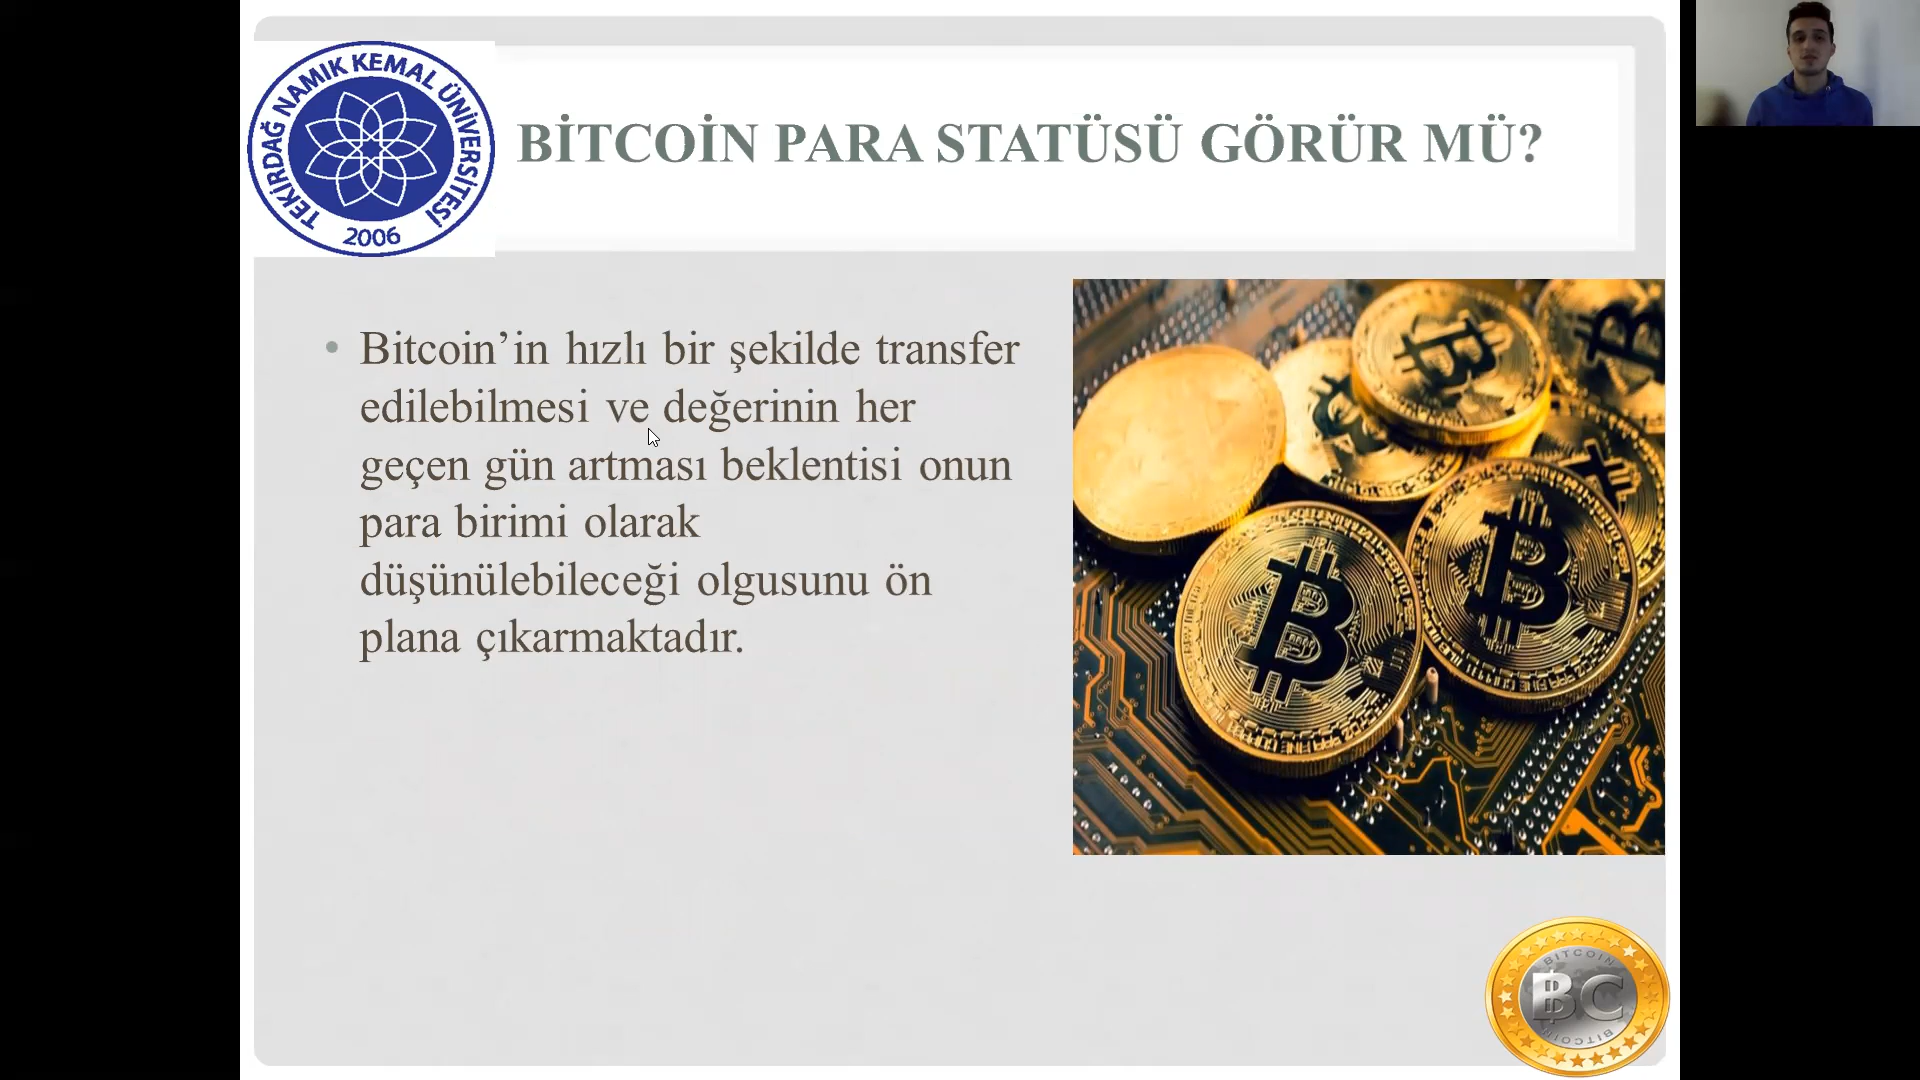 TEKİRDAĞ NAMIK KEMAL ÜNİVERSİTESİ
2006
BİTCOİN PARA STATÜSÜ GÖRÜR MÜ?
• Bitcoin’in hızlı bir şekilde transfer
edilebilmesi ve değerinin her
geçen gün artması beklentisi onun
para birimi olarak
düşünülebileceği olgusunu ön
plana çıkarmaktadır.
BITCOIN
BC
BITCOIN